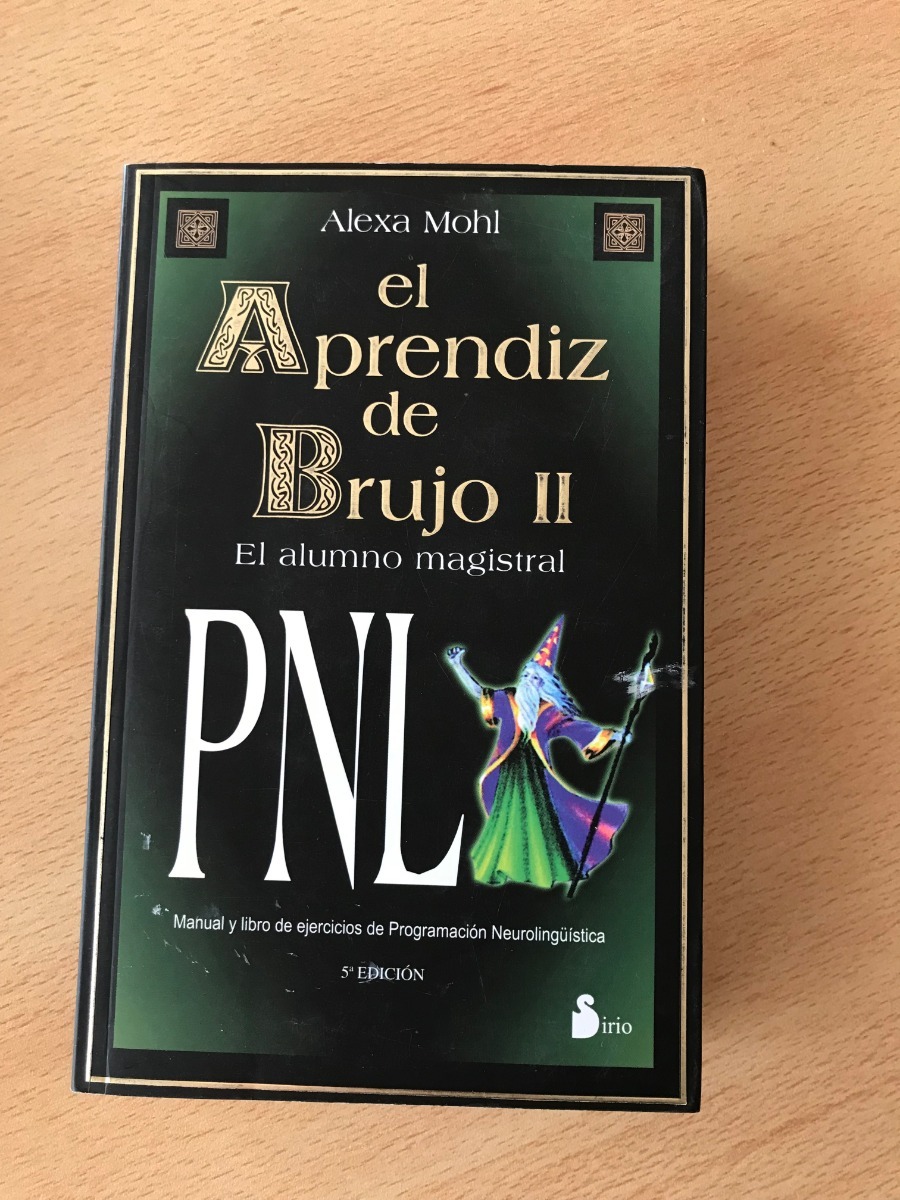 Alexa Mohl
el
Aprendiz
de
Brujo II
El alumno magistral
PNL
Manual y libro de ejercicios de Programación Neurolingüística
5ª EDICIÓN
Sirio